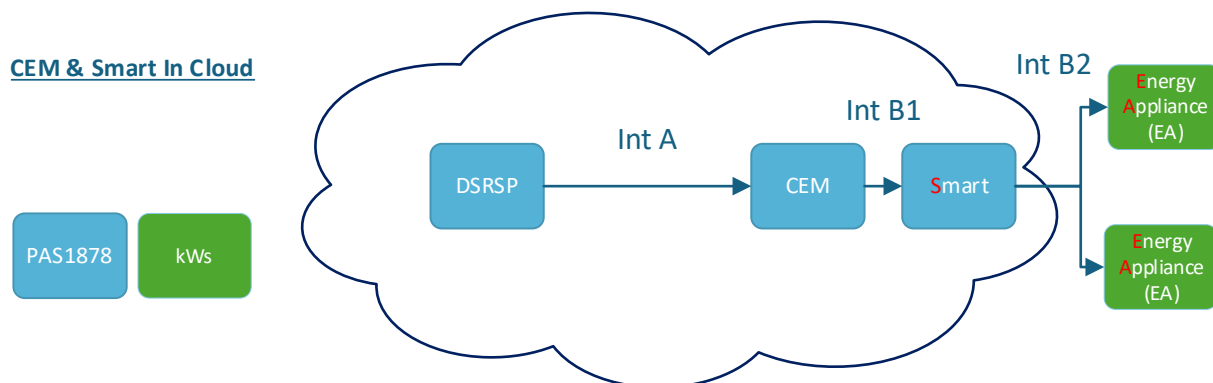 CEM & Smart In Cloud
Int A
Int B1
Int B2
DSRSP
CEM
Smart
Energy
Appliance
(EA)
Energy
Appliance
(EA)
PAS1878
kWs